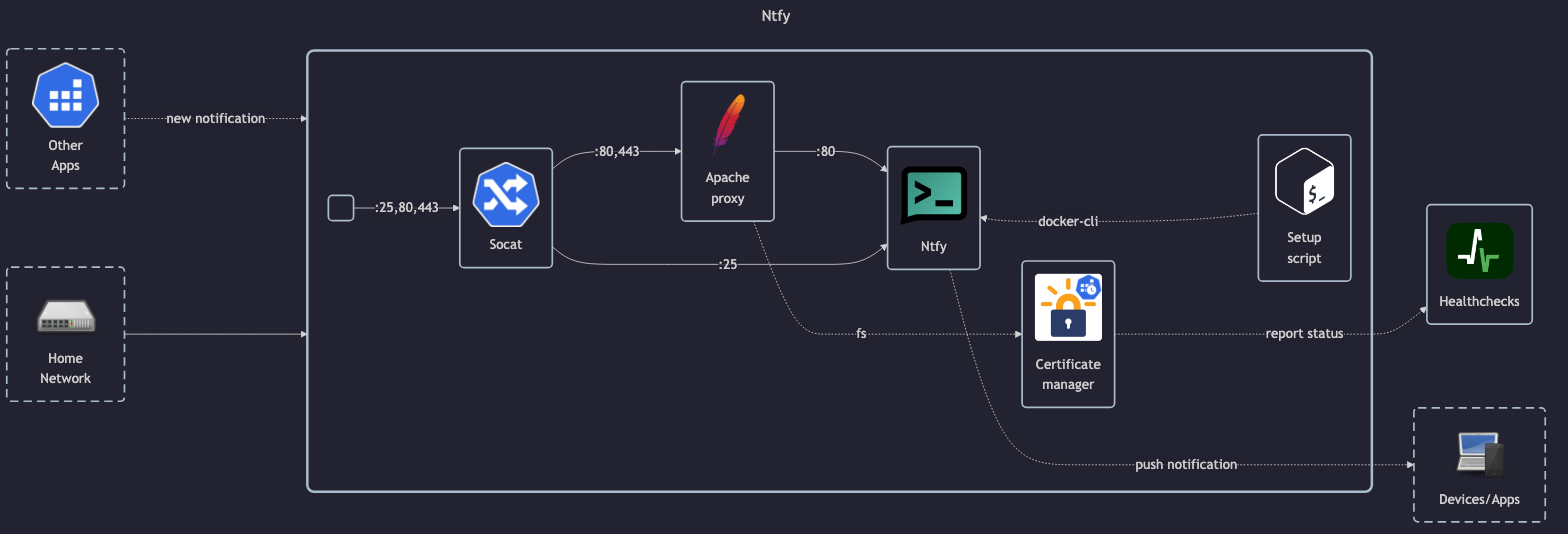 Ntfy
Other
Apps
new notification
:25,80,443
Socat
:80,443
Apache
proxy
:80
:25
>_
Ntfy
docker-cli
$_
Setup
script
Home
Network
fs
Certificate
manager
report status
Healthchecks
push notification
Devices/Apps